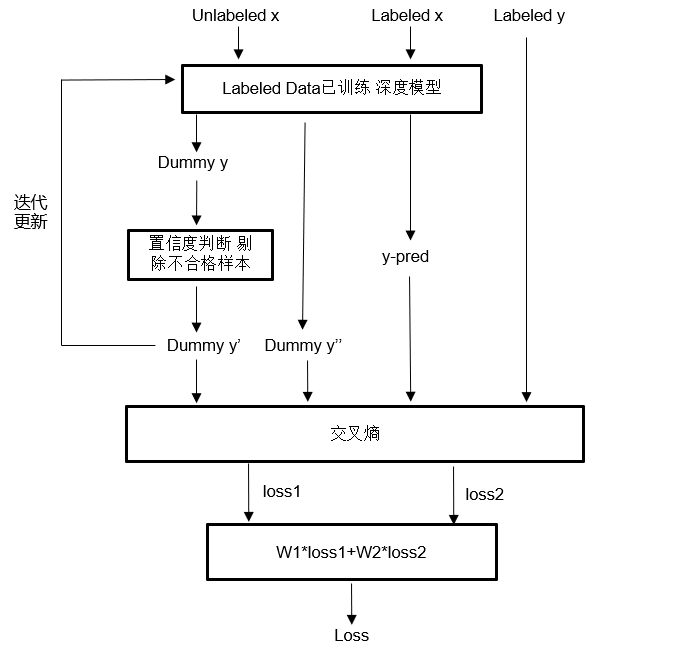 Unlabeled x
Labeled x
Labeled y
Labeled Data已训练 深度模型
Dummy y
迭代
更新
置信度判断 剔
除不合格样本
y-pred
Dummy y’
Dummy y’’
交叉熵
loss1
loss2
W1*loss1+W2*loss2
Loss